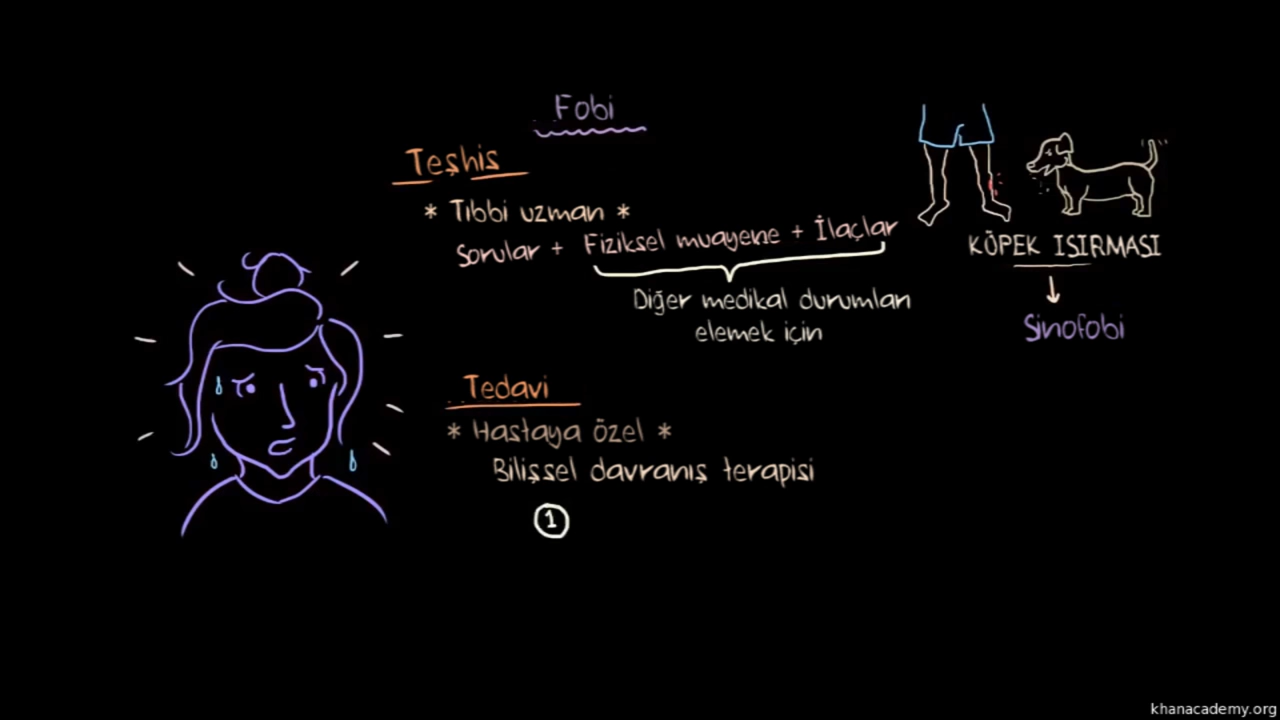 Fobi
Teşhis
* Tıbbi uzman *
Sorular + Fiziksel muayene + İlaçlar
Diğer medikal durumları
elemek için
KÖPEK ISIRMASI
Sinofobi
Tedavi
* Hastaya özel *
Bilişsel davranış terapisi
1
khanacademy.org